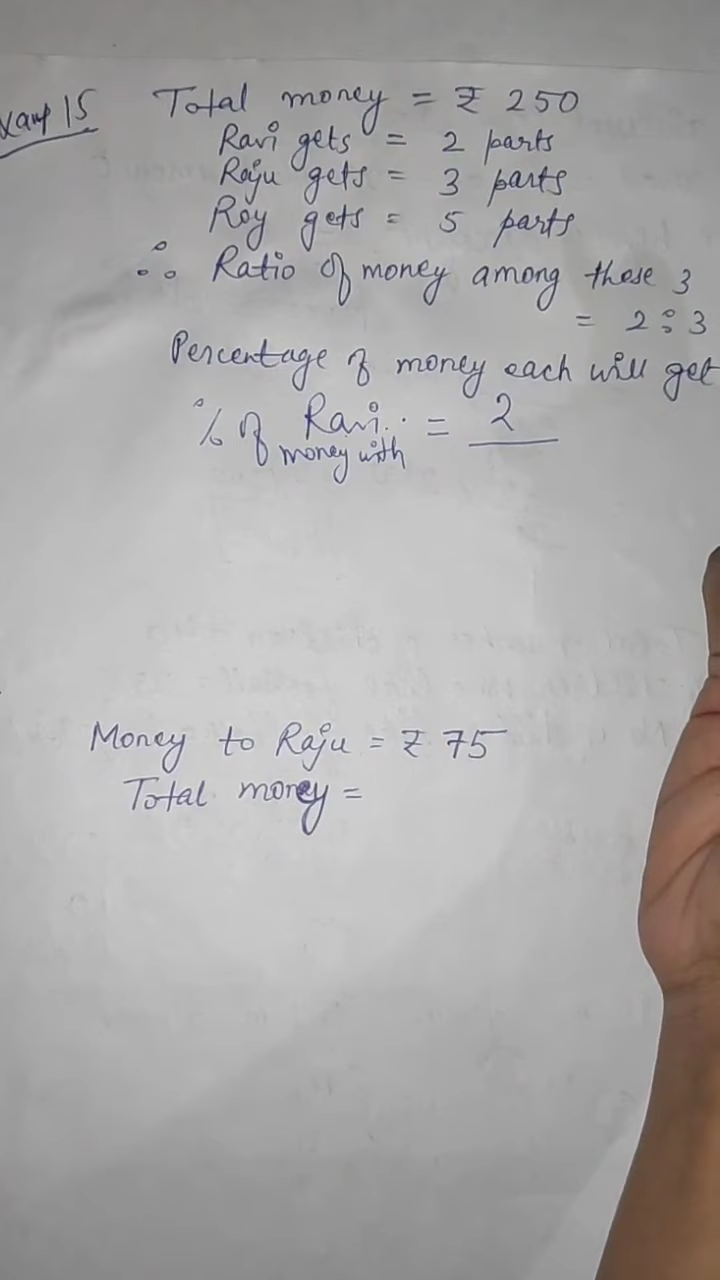 Examp 15 Total money = ₹ 250
Ravi gets = 2 parts
Raju gets = 3 parts
Roy gets = 5 parts
∴ Ratio of money among these 3
= 2 : 3
Percentage of money each will get
% of Ravi = 2
money with
Money to Raju = ₹ 75
Total money =